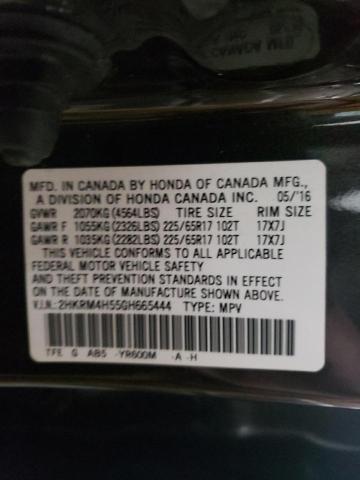 MFD. IN CANADA BY HONDA OF CANADA MFG.,
A DIVISION OF HONDA CANADA INC. 05/'16
GVWR 2070KG(4564LBS) TIRE SIZE RIM SIZE
GAWR F 1055KG(2326LBS)225/65R17 102T 17X7J
GAWR R 1035KG(2282LBS)225/65R17 102T 17X7J
THIS VEHICLE CONFORMS TO ALL APPLICABLE
FEDERAL MOTOR VEHICLE SAFETY
AND THEFT PREVENTION STANDARDS IN EFFECT
ON THE DATE OF MANUFACTURE SHOWN ABOVE.
V.I.N.:2HKRM4H55GH665444 TYPE: MPV
TFE G AB5 -YR600M -A -H